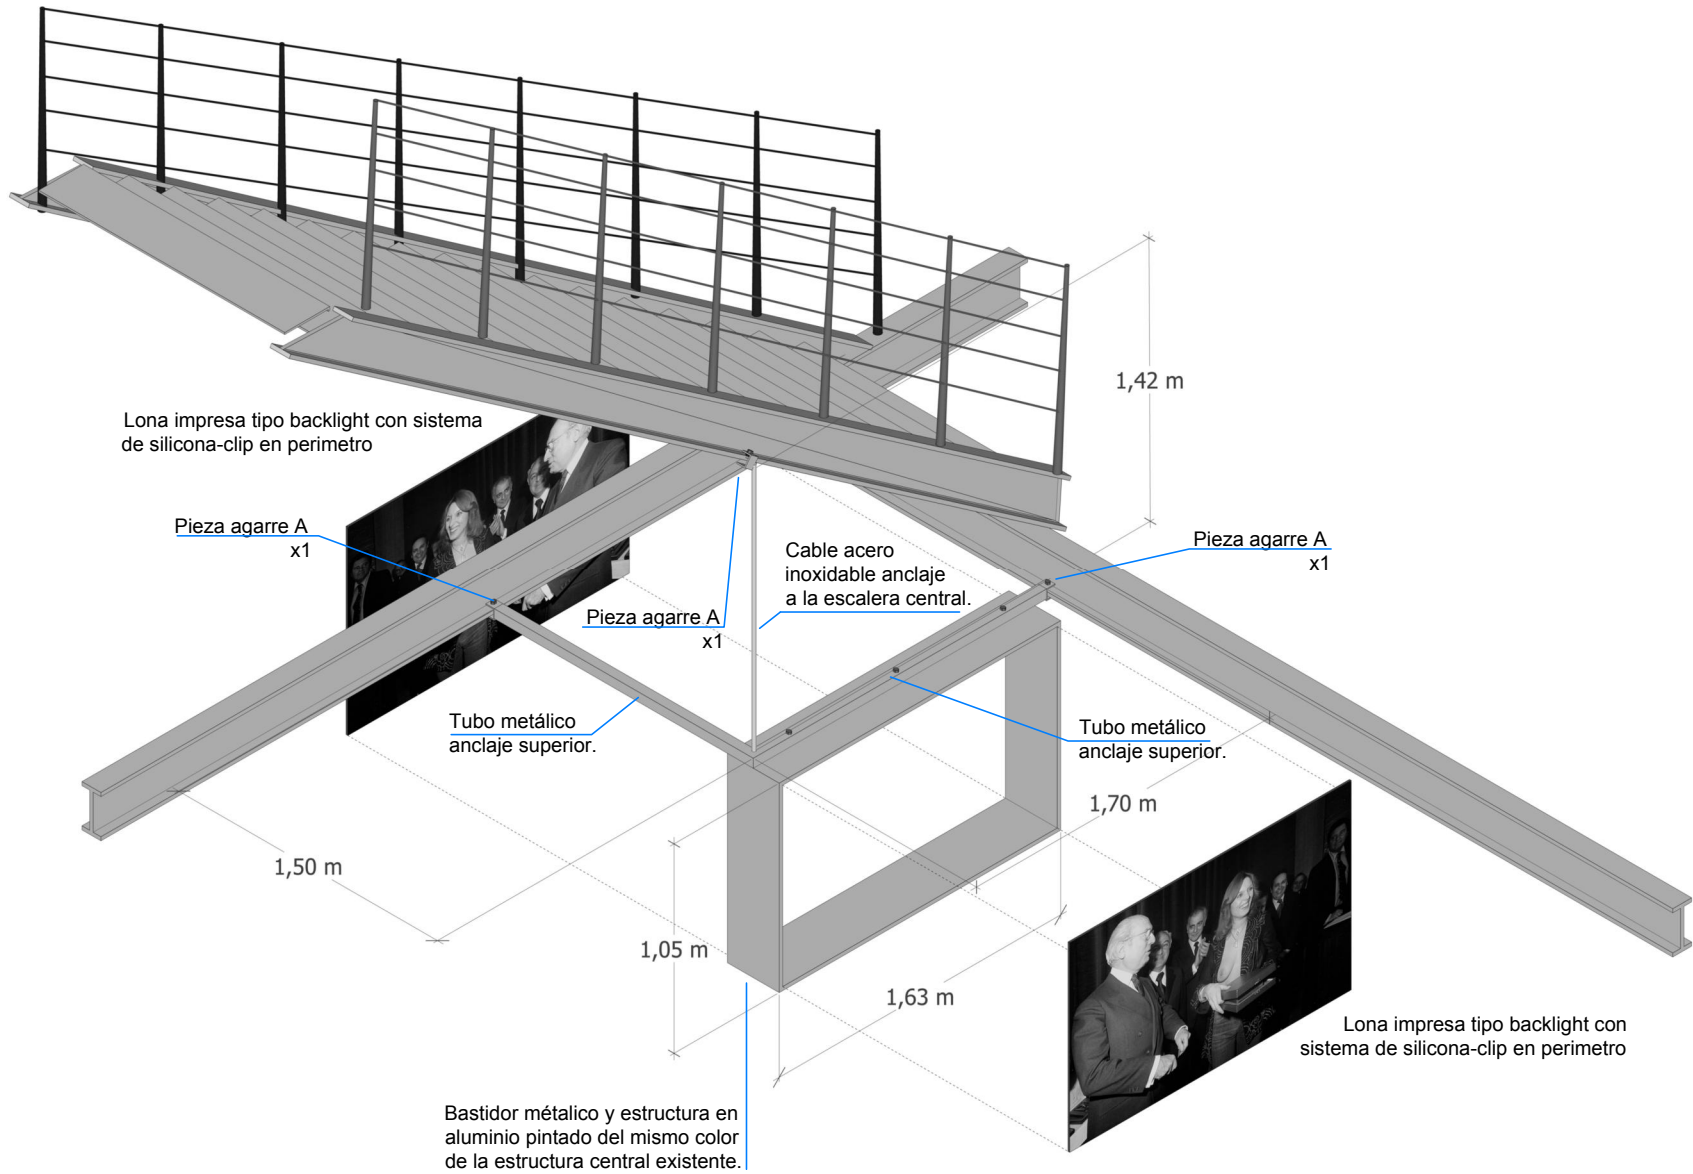 1,42 m
Lona impresa tipo backlight con sistema
de silicona-clip en perimetro
Pieza agarre A
x1
Cable acero
inoxidable anclaje
a la escalera central.
Pieza agarre A
x1
Pieza agarre A
x1
Tubo metálico
anclaje superior.
Tubo metálico
anclaje superior.
1,70 m
1,50 m
1,05 m
1,63 m
Lona impresa tipo backlight con
sistema de silicona-clip en perimetro
Bastidor métalico y estructura en
aluminio pintado del mismo color
de la estructura central existente.